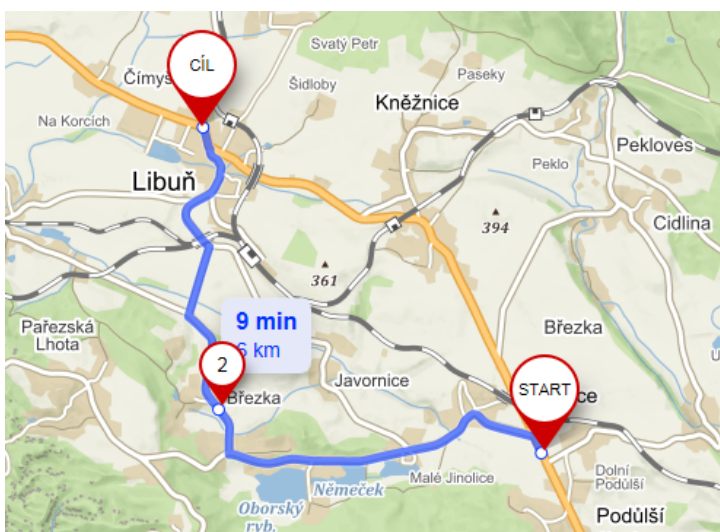 Svatý Petr
CÍL
Čímyš
Šidloby
Paseky
Kněžnice
Na Korcích
Pekloves
Peklo
Libuň
394
Cidlina
361
9 min
6 km
Pařezská
Lhota
Březka
2
Březka
Javornice
START
ce
Malé Jinolice
Dolní
Podůlší
Němeček
Oborský
ryb.
Podůlší